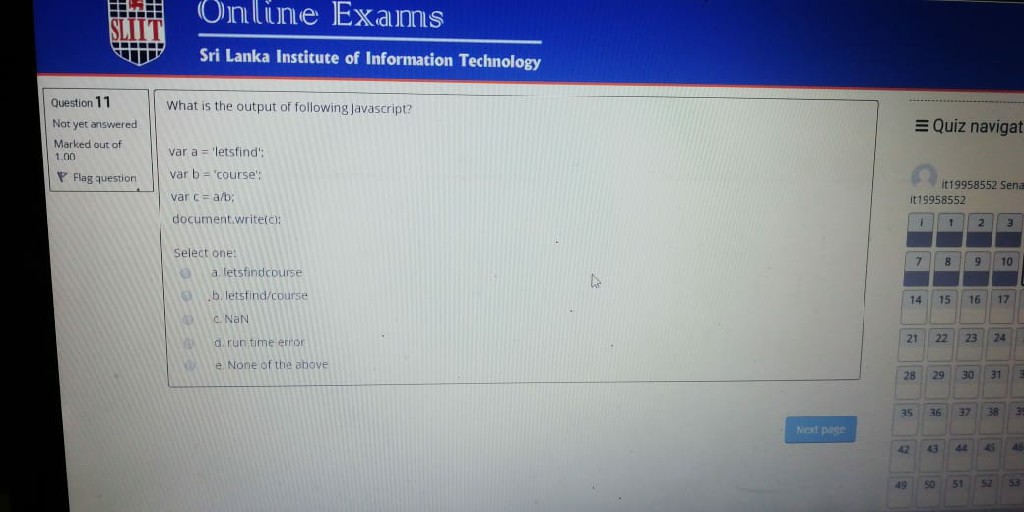 Online Exams
SLIIT
Sri Lanka Institute of Information Technology
Question 11
Not yet answered
Marked out of
1.00
Flag question
What is the output of following Javascript?
var a = 'letsfind';
var b = 'course';
var c = a/b;
document.write(c);
Select one:
a. letsfindcourse
b. letsfind/course
c. NaN
d. run time error
e. None of the above
Next page
Quiz navigat
it19958552 Sena
it19958552
i 1 2 3
7 8 9 10
14 15 16 17
21 22 23 24
28 29 30 31
35 36 37 38
42 43 44 45
49 50 51 52 53